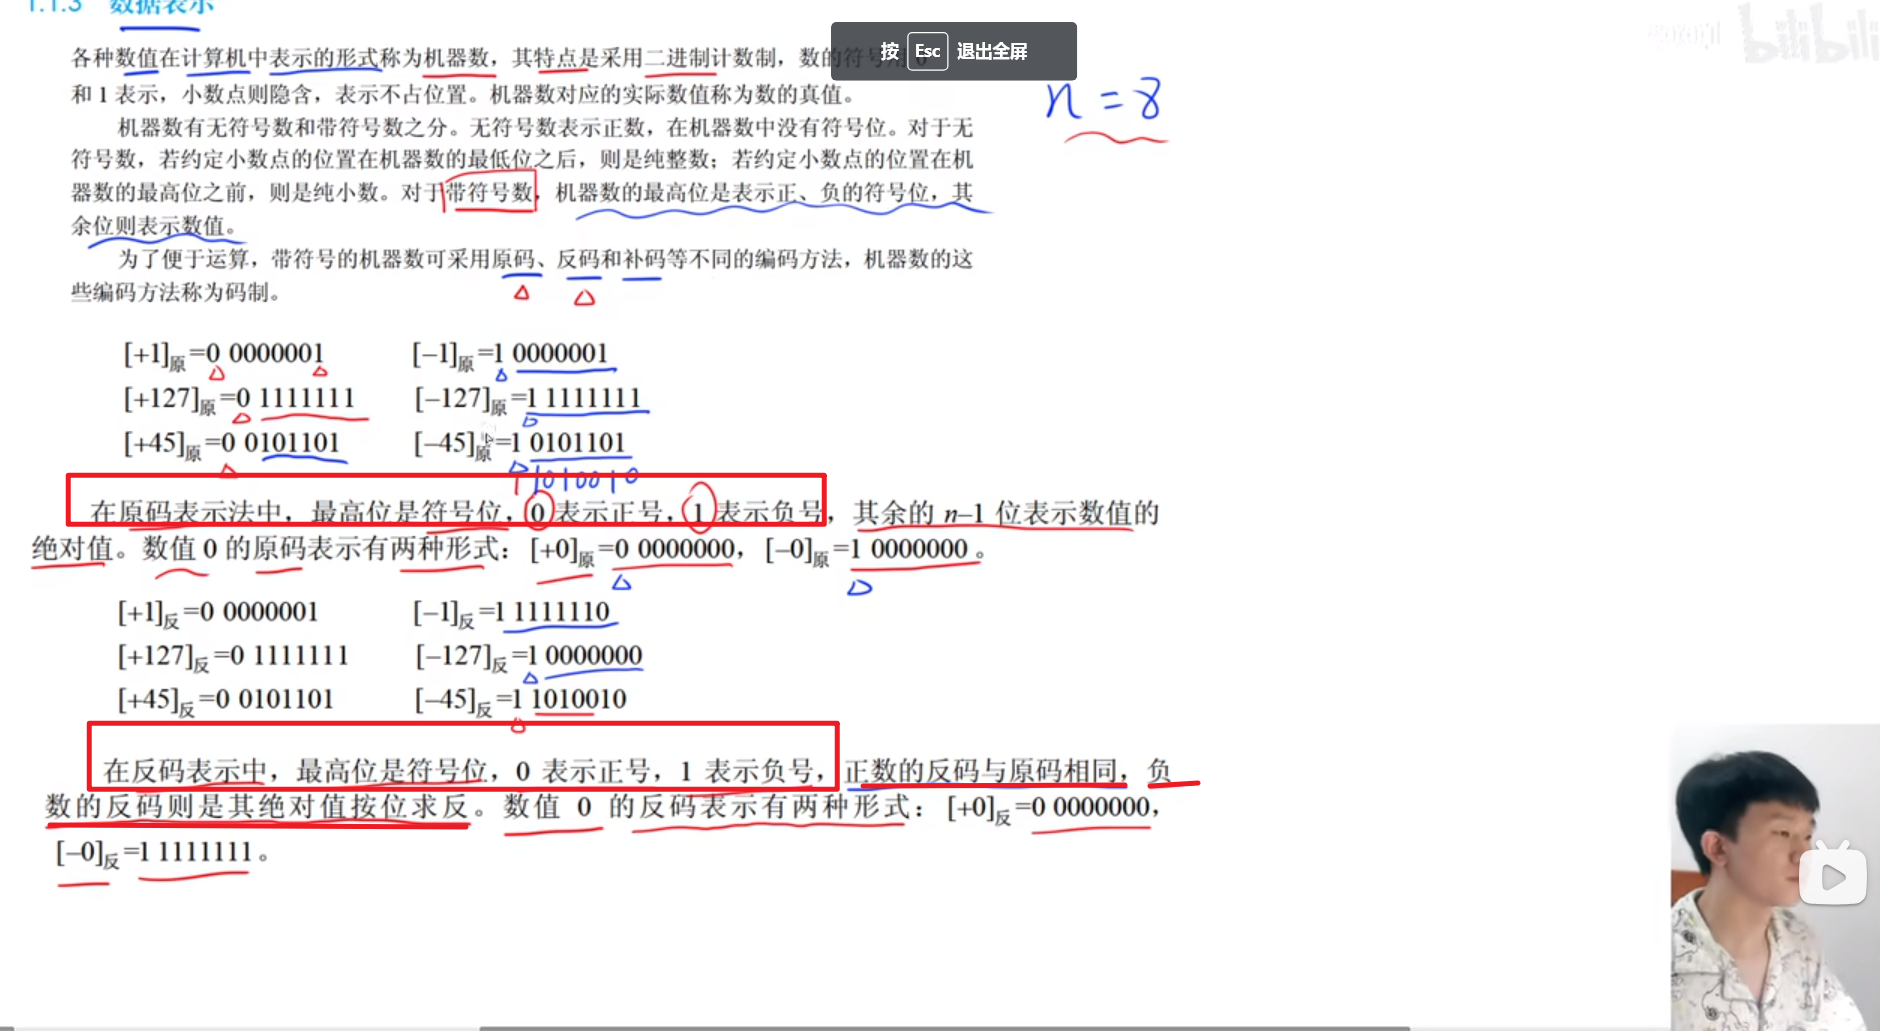 1.1.3 数据表示
各种数值在计算机中表示的形式称为机器数，其特点是采用二进制计数制，数的符号用 0
按 Esc 退出全屏
bilibili
和 1 表示，小数点则隐含，表示不占位置。机器数对应的实际数值称为数的真值。
n = 8
机器数有无符号数和带符号数之分。无符号数表示正数，在机器数中没有符号位。对于无
符号数，若约定小数点的位置在机器数的最低位之后，则是纯整数；若约定小数点的位置在机
器数的最高位之前，则是纯小数。对于带符号数，机器数的最高位是表示正、负的符号位，其
余位则表示数值。
为了便于运算，带符号的机器数可采用原码、反码和补码等不同的编码方法，机器数的这
些编码方法称为码制。
[+1]原=0 0000001 [–1]原=1 0000001
[+127]原=0 1111111 [–127]原=1 1111111
[+45]原=0 0101101 [–45]原=1 0101101
1010010
在原码表示法中，最高位是符号位，0 表示正号，1 表示负号，其余的 n–1 位表示数值的
绝对值。数值 0 的原码表示有两种形式：[+0]原=0 0000000，[–0]原=1 0000000。
[+1]反=0 0000001 [–1]反=1 1111110
[+127]反=0 1111111 [–127]反=1 0000000
[+45]反=0 0101101 [–45]反=1 1010010
在反码表示中，最高位是符号位，0 表示正号，1 表示负号，正数的反码与原码相同，负
数的反码则是其绝对值按位求反。数值 0 的反码表示有两种形式：[+0]反=0 0000000，
[–0]反=1 1111111。